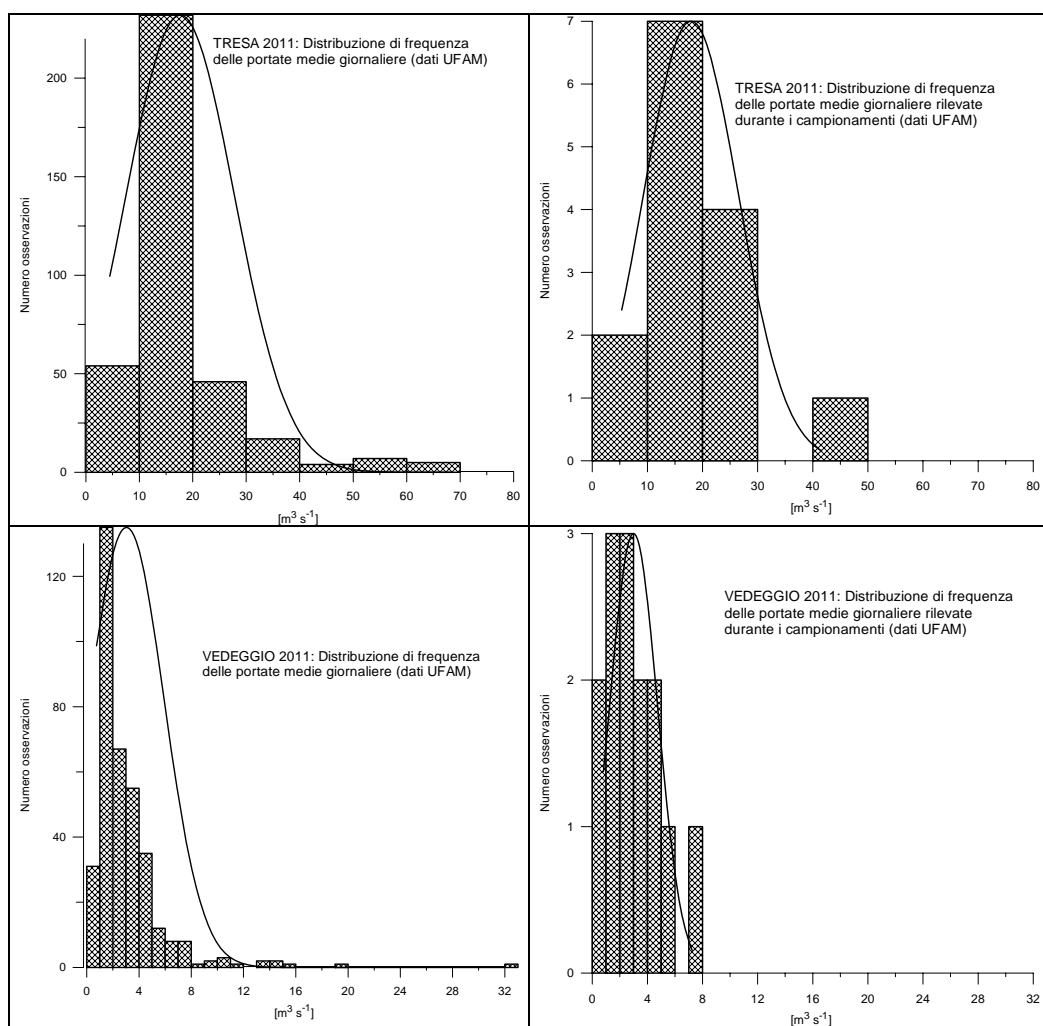 TRESA 2011: Distribuzione di frequenza
delle portate medie giornaliere (dati UFAM)
Numero osservazioni
200
150
100
50
0
0 10 20 30 40 50 60 70 80
[m³ s⁻¹]
TRESA 2011: Distribuzione di frequenza
delle portate medie giornaliere rilevate
durante i campionamenti (dati UFAM)
Numero osservazioni
7
6
5
4
3
2
1
0
0 10 20 30 40 50 60 70 80
[m³ s⁻¹]
VEDEGGIO 2011: Distribuzione di frequenza
delle portate medie giornaliere (dati UFAM)
Numero osservazioni
120
80
40
0
0 4 8 12 16 20 24 28 32
[m³ s⁻¹]
VEDEGGIO 2011: Distribuzione di frequenza
delle portate medie giornaliere rilevate
durante i campionamenti (dati UFAM)
Numero osservazioni
3
2
1
0
0 4 8 12 16 20 24 28 32
[m³ s⁻¹]